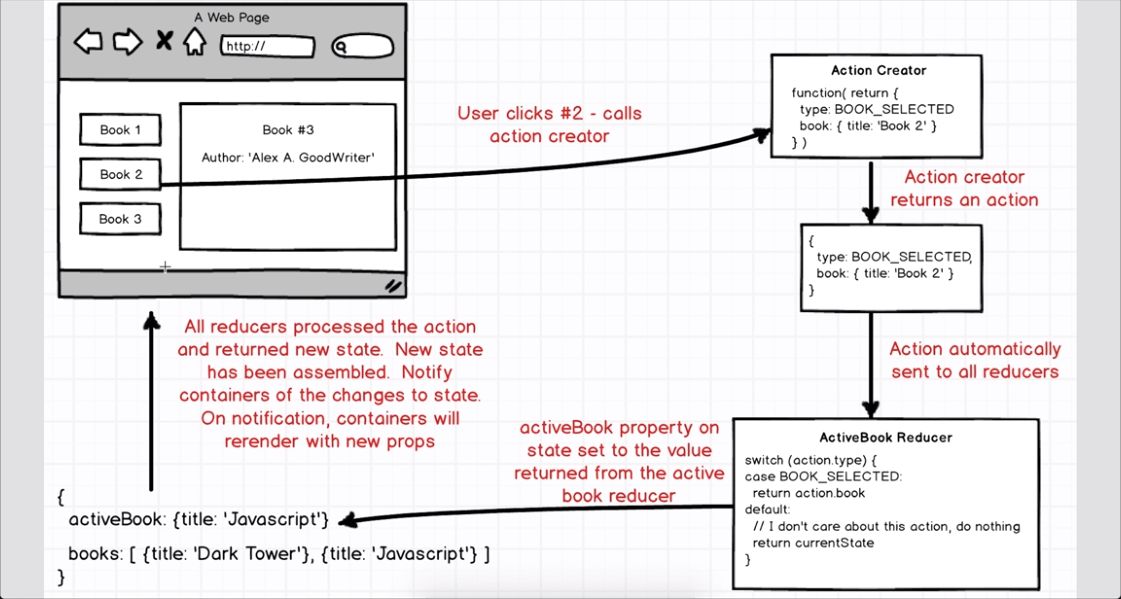 A Web Page
http://
Book 1
Book 2
Book 3
Book #3
Author: 'Alex A. GoodWriter'
User clicks #2 - calls
action creator
Action Creator
function( return {
type: BOOK_SELECTED
book: { title: 'Book 2' }
} )
Action creator
returns an action
{
type: BOOK_SELECTED,
book: { title: 'Book 2' }
}
Action automatically
sent to all reducers
ActiveBook Reducer
switch (action.type) {
case BOOK_SELECTED:
return action.book
default:
// I don't care about this action, do nothing
return currentState
}
activeBook property on
state set to the value
returned from the active
book reducer
{
activeBook: {title: 'Javascript'}
books: [ {title: 'Dark Tower'}, {title: 'Javascript'} ]
}
All reducers processed the action
and returned new state. New state
has been assembled. Notify
containers of the changes to state.
On notification, containers will
rerender with new props